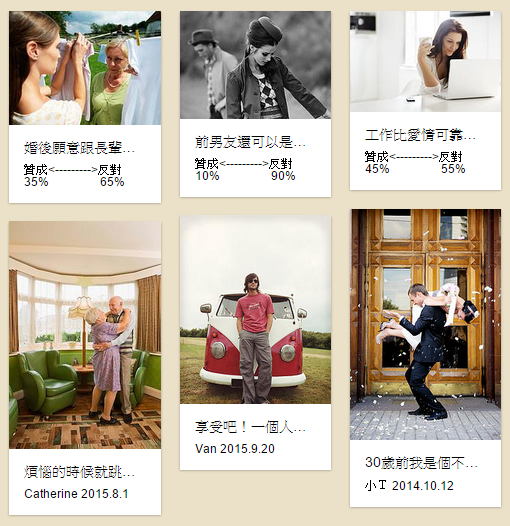 婚後願意跟長輩...
贊成<--------->反對
35% 65%
前男友還可以是...
贊成<--------->反對
10% 90%
工作比愛情可靠...
贊成<--------->反對
45% 55%
煩惱的時候就跳...
Catherine 2015.8.1
享受吧！一個人...
Van 2015.9.20
30歲前我是個不...
小T 2014.10.12